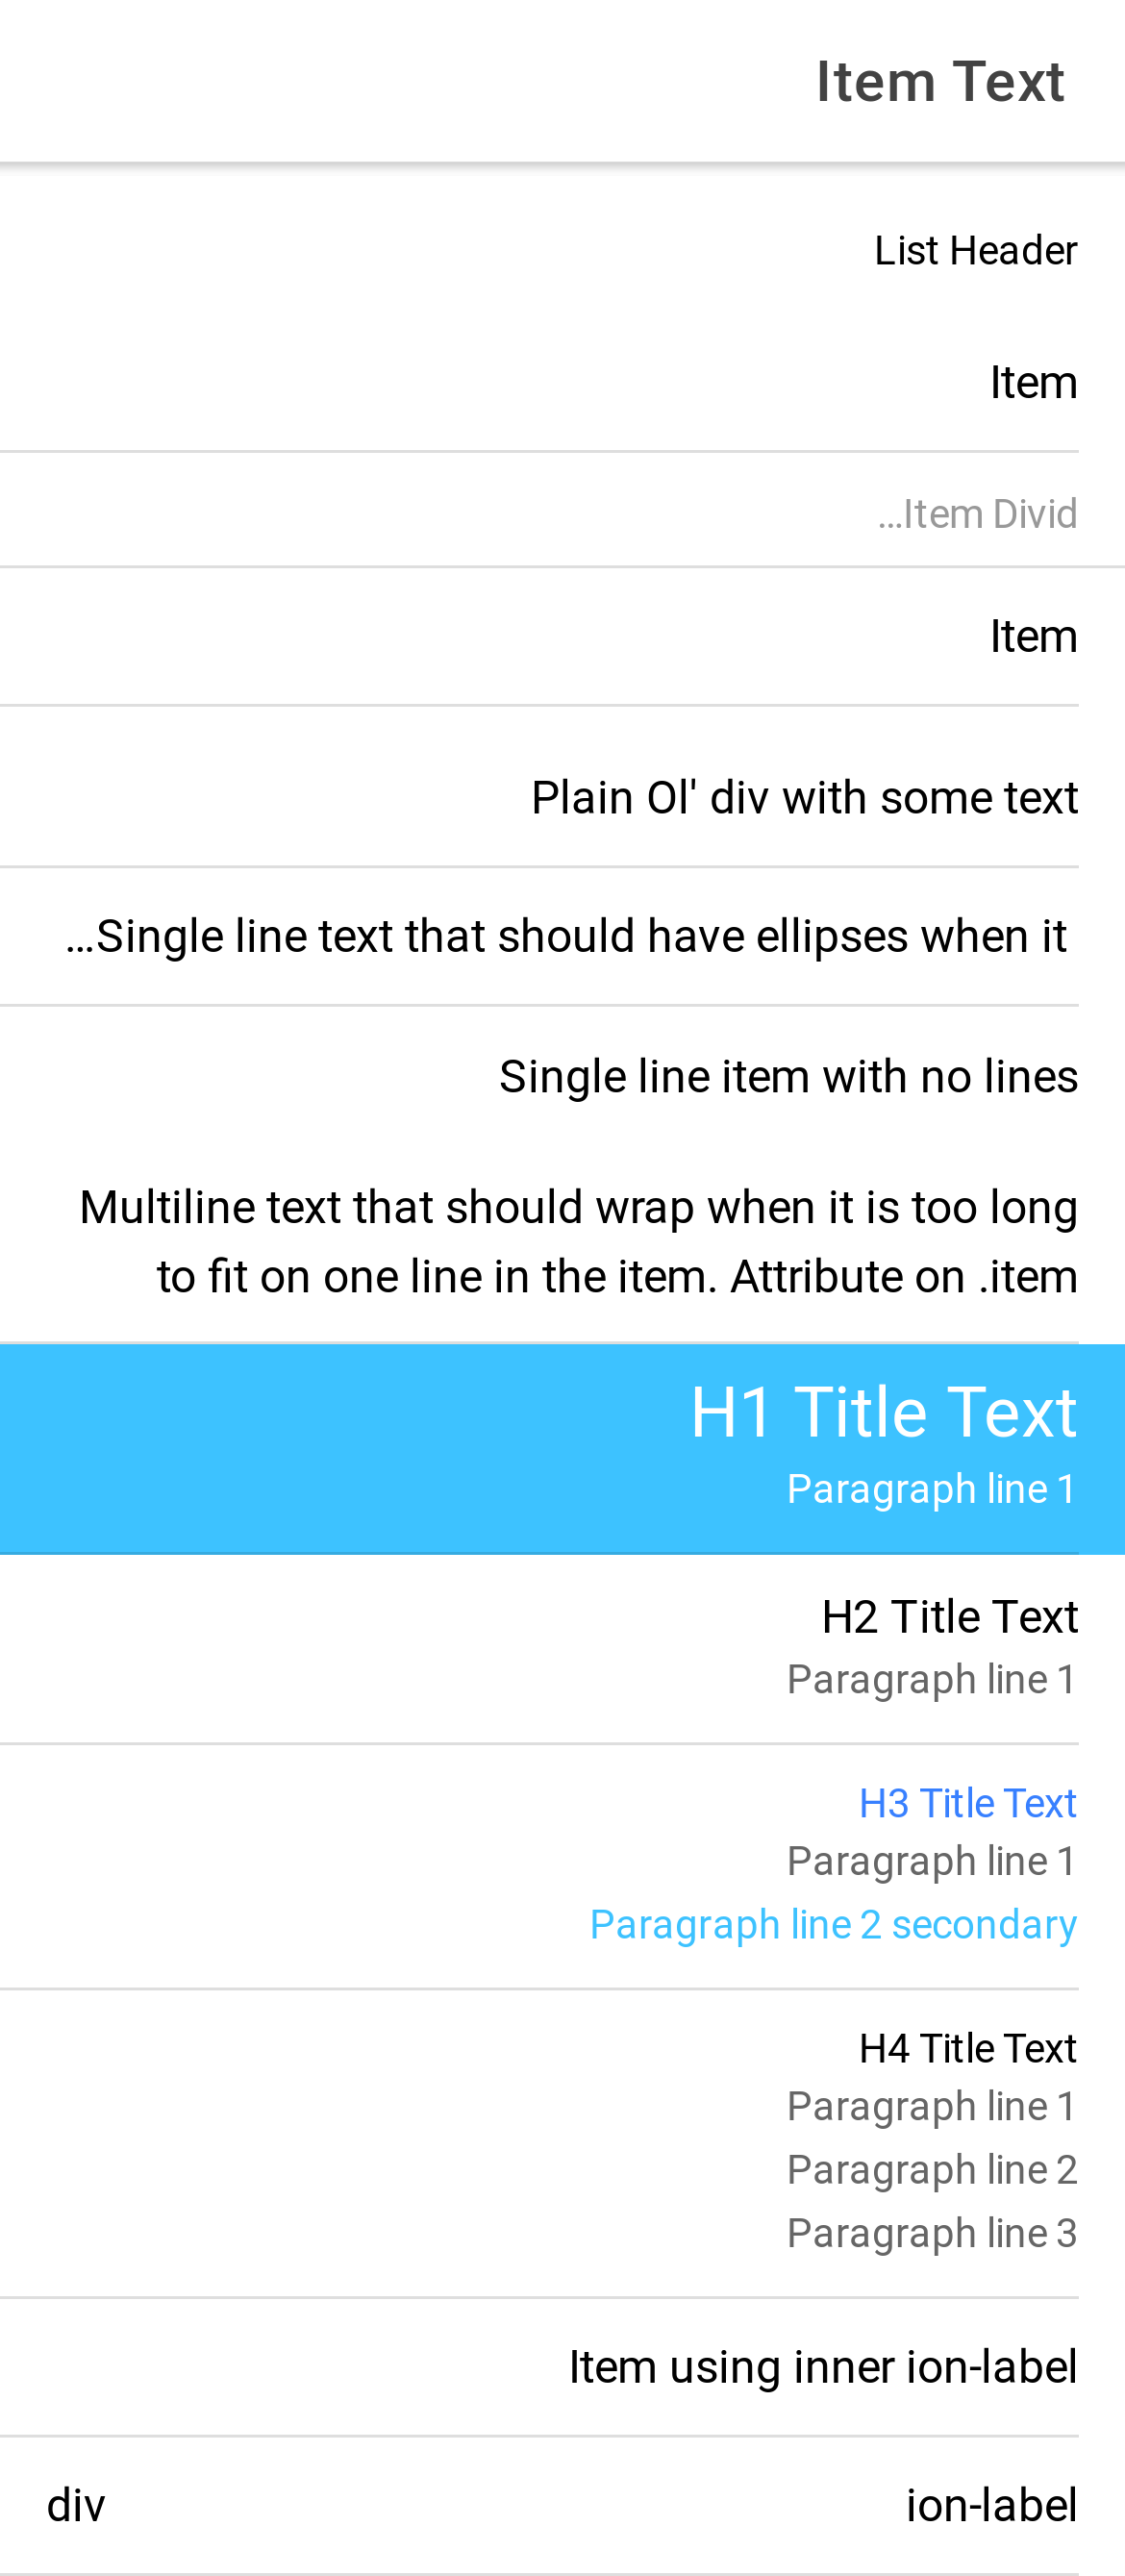 Item Text
List Header
Item
...Item Divid
Item
Plain Ol' div with some text
...Single line text that should have ellipses when it
Single line item with no lines
Multiline text that should wrap when it is too long
to fit on one line in the item. Attribute on .item
H1 Title Text
Paragraph line 1
H2 Title Text
Paragraph line 1
H3 Title Text
Paragraph line 1
Paragraph line 2 secondary
H4 Title Text
Paragraph line 1
Paragraph line 2
Paragraph line 3
Item using inner ion-label
div ion-label